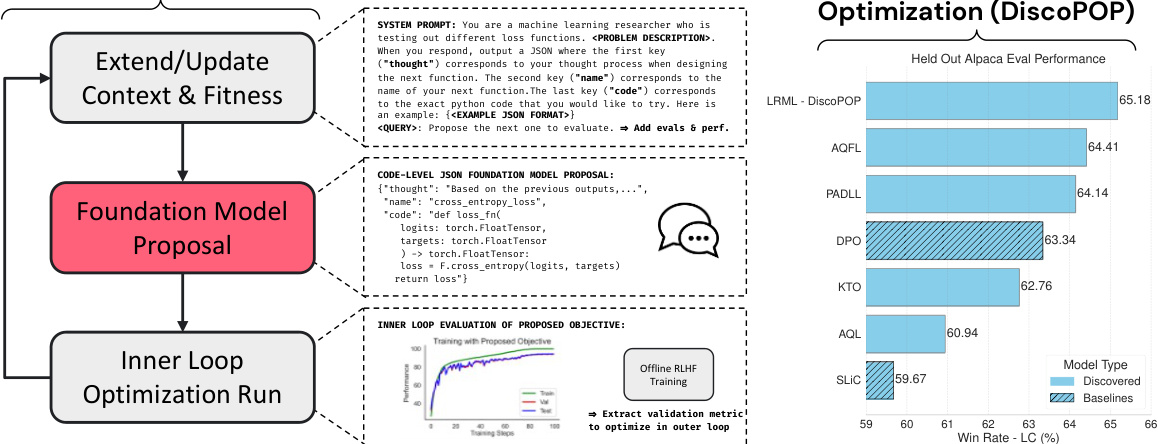 Extend/Update
Context & Fitness
Foundation Model
Proposal
Inner Loop
Optimization Run
SYSTEM PROMPT: You are a machine learning researcher who is
testing out different loss functions. <PROBLEM DESCRIPTION>.
When you respond, output a JSON where the first key
("thought") corresponds to your thought process when designing
the next function. The second key ("name") corresponds to the
name of your next function.The last key ("code") corresponds
to the exact python code that you would like to try. Here is
an example: {<EXAMPLE JSON FORMAT>}
<QUERY>: Propose the next one to evaluate. ⇒ Add evals & perf.
CODE-LEVEL JSON FOUNDATION MODEL PROPOSAL:
{"thought": "Based on the previous outputs,...",
"name": "cross_entropy_loss",
"code": "def loss_fn(
logits: torch.FloatTensor,
targets: torch.FloatTensor
) -> torch.FloatTensor:
loss = F.cross_entropy(logits, targets)
return loss"}
INNER LOOP EVALUATION OF PROPOSED OBJECTIVE:
Training with Proposed Objective
Performance
100
80
60
40
Train
Val
Test
0 20 40 60 80 100
Training Steps
Offline RLHF
Training
⇒ Extract validation metric
to optimize in outer loop
Optimization (DiscoPOP)
Held Out Alpaca Eval Performance
LRML - DiscoPOP 65.18
AQFL 64.41
PADLL 64.14
DPO 63.34
KTO 62.76
AQL 60.94
SLiC 59.67
Model Type
Discovered
Baselines
59 60 61 62 63 64 65 66
Win Rate - LC (%)